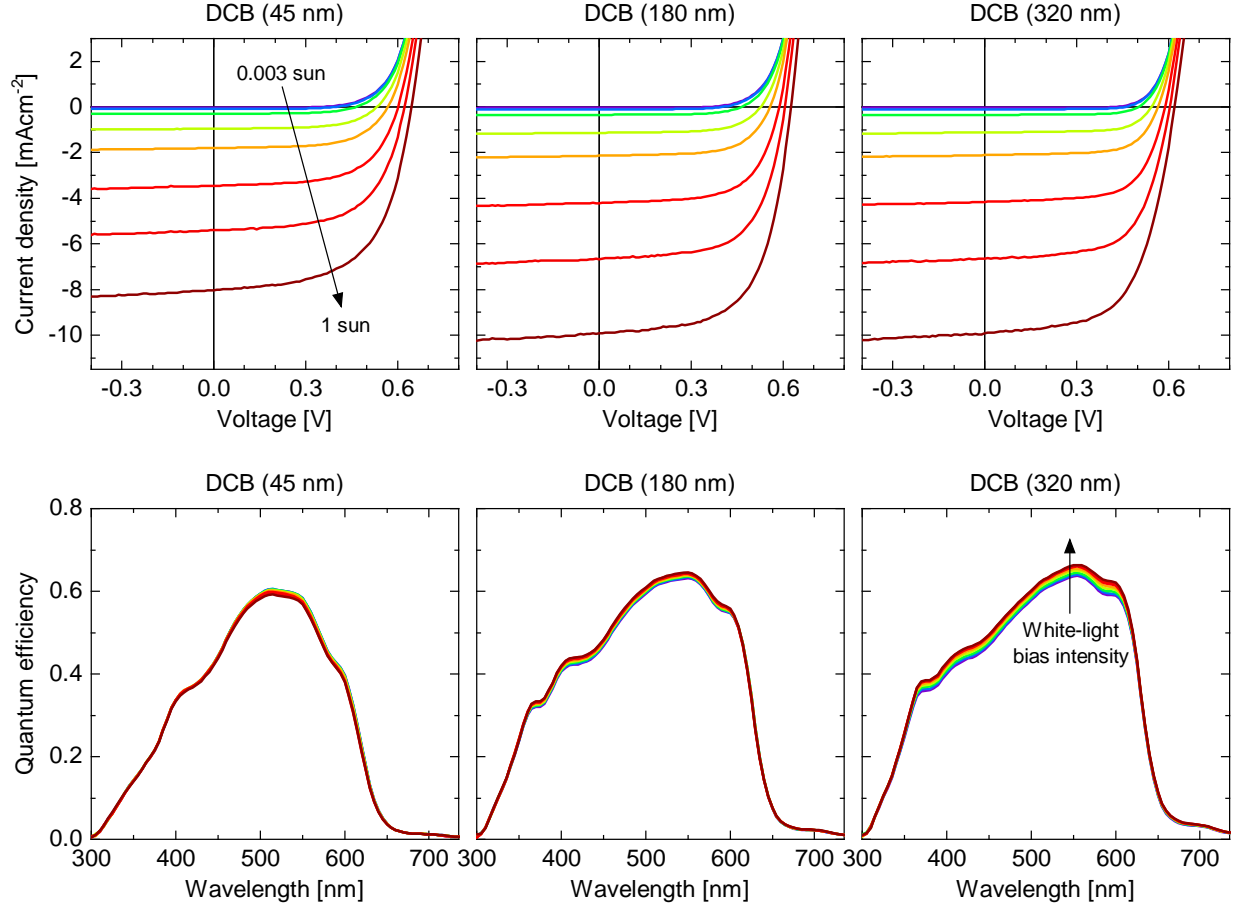 DCB (45 nm)
DCB (180 nm)
DCB (320 nm)
Current density [mAcm⁻²]
2
0
-2
-4
-6
-8
-10
0.003 sun
1 sun
-0.3 0.0 0.3 0.6
-0.3 0.0 0.3 0.6
-0.3 0.0 0.3 0.6
Voltage [V]
Voltage [V]
Voltage [V]
DCB (45 nm)
DCB (180 nm)
DCB (320 nm)
Quantum efficiency
0.8
0.6
0.4
0.2
0.0
White-light
bias intensity
300 400 500 600 700
300 400 500 600 700
300 400 500 600 700
Wavelength [nm]
Wavelength [nm]
Wavelength [nm]